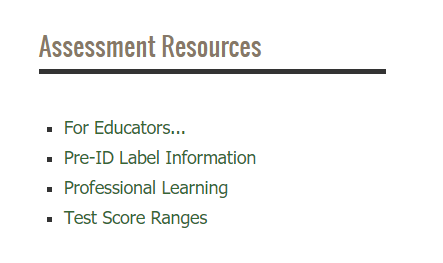 Assessment Resources
For Educators...
Pre-ID Label Information
Professional Learning
Test Score Ranges